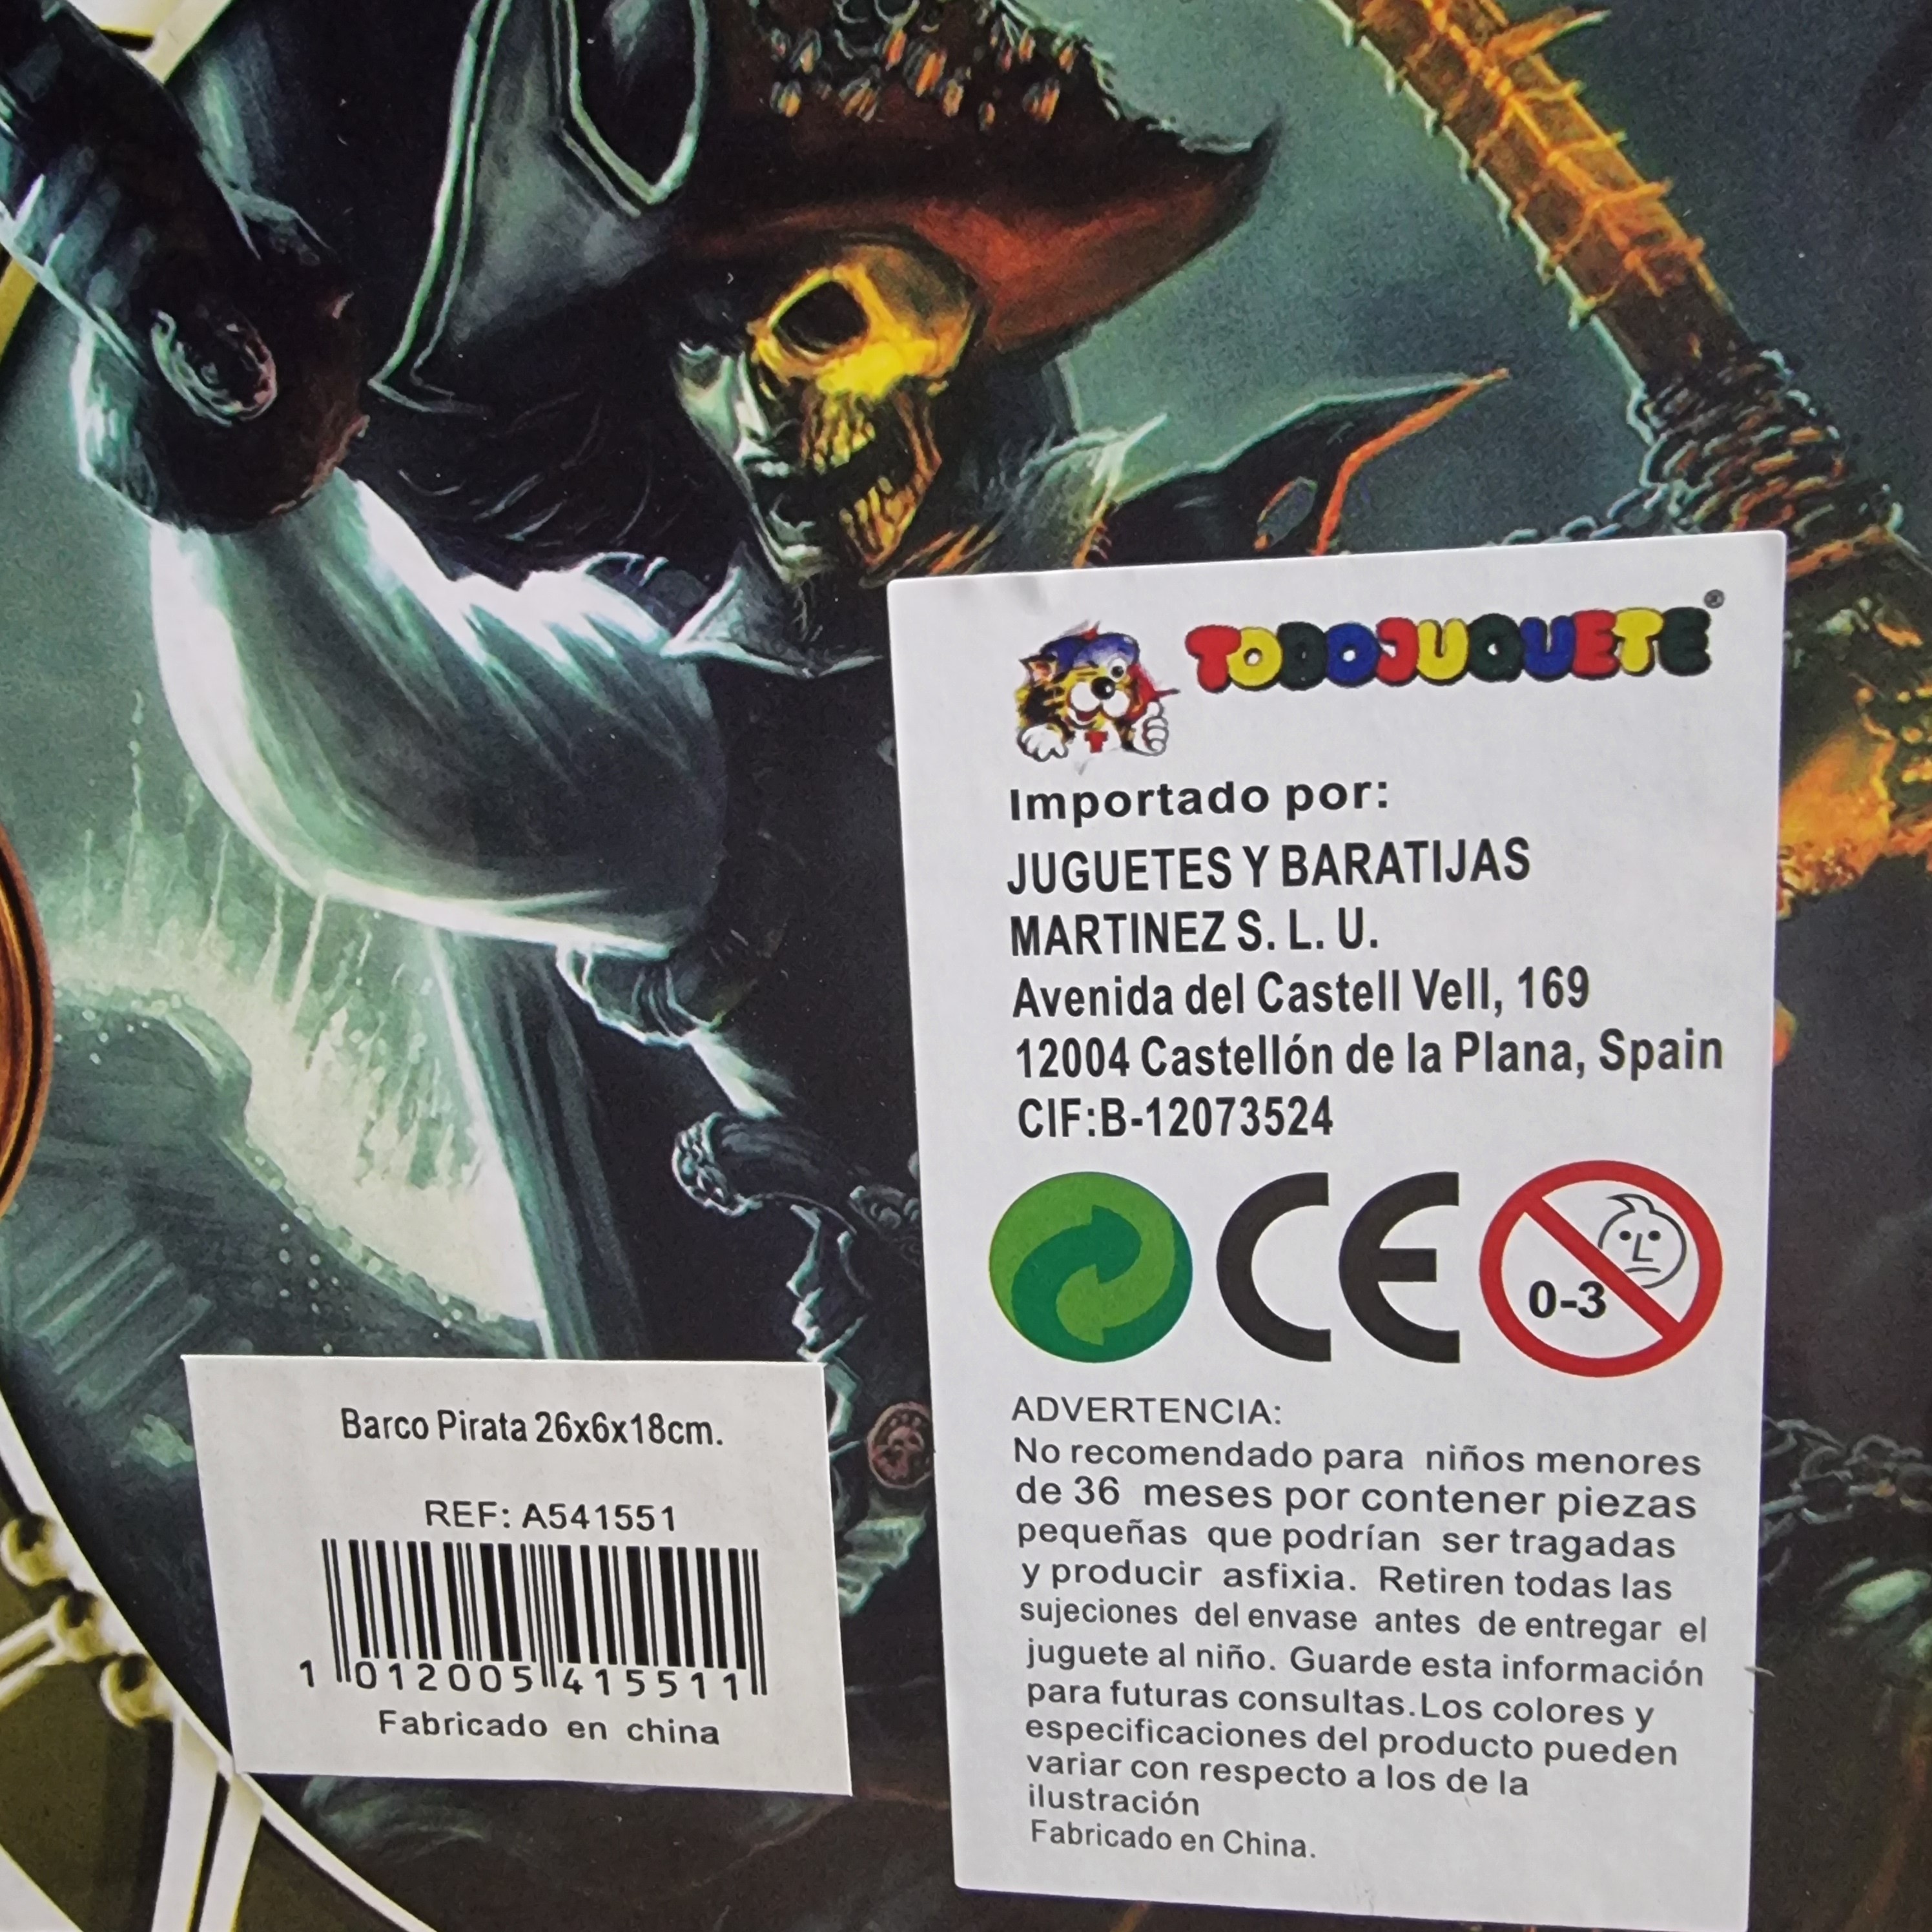 TODOJUQUETE®
Importado por:
JUGUETES Y BARATIJAS
MARTINEZ S. L. U.
Avenida del Castell Vell, 169
12004 Castellón de la Plana, Spain
CIF:B-12073524
CE
0-3
ADVERTENCIA:
No recomendado para niños menores
de 36 meses por contener piezas
pequeñas que podrían ser tragadas
y producir asfixia. Retiren todas las
sujeciones del envase antes de entregar el
juguete al niño. Guarde esta información
para futuras consultas.Los colores y
especificaciones del producto pueden
variar con respecto a los de la
ilustración
Fabricado en China.
Barco Pirata 26x6x18cm.
REF: A541551
1 012005 415511
Fabricado en china